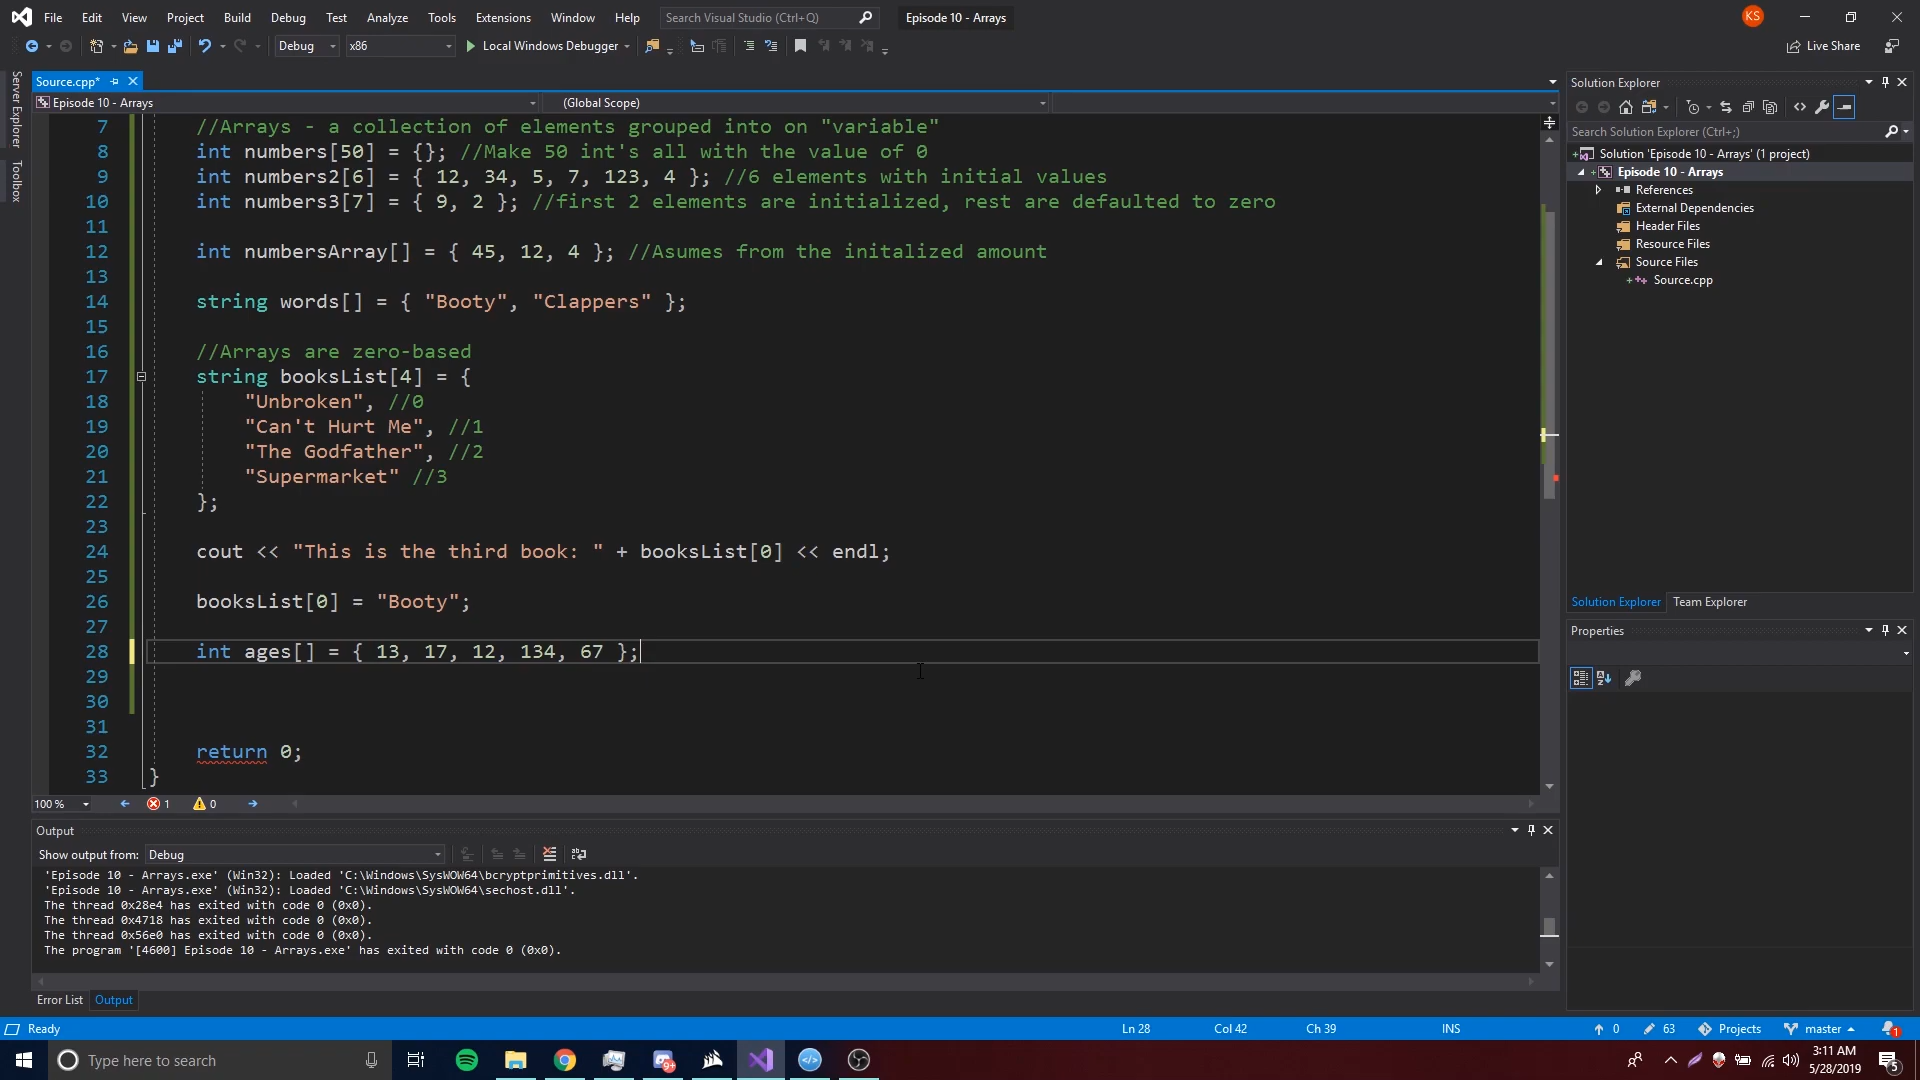 File Edit View Project Build Debug Test Analyze Tools Extensions Window Help Search Visual Studio (Ctrl+Q) Episode 10 - Arrays KS
Debug x86 Local Windows Debugger Live Share
Server Explorer
Toolbox
Source.cpp*
Episode 10 - Arrays (Global Scope)
7 //Arrays - a collection of elements grouped into on "variable"
8 int numbers[50] = {}; //Make 50 int's all with the value of 0
9 int numbers2[6] = { 12, 34, 5, 7, 123, 4 }; //6 elements with initial values
10 int numbers3[7] = { 9, 2 }; //first 2 elements are initialized, rest are defaulted to zero
11
12 int numbersArray[] = { 45, 12, 4 }; //Asumes from the initalized amount
13
14 string words[] = { "Booty", "Clappers" };
15
16 //Arrays are zero-based
17 string booksList[4] = {
18 "Unbroken", //0
19 "Can't Hurt Me", //1
20 "The Godfather", //2
21 "Supermarket" //3
22 };
23
24 cout << "This is the third book: " + booksList[0] << endl;
25
26 booksList[0] = "Booty";
27
28 int ages[] = { 13, 17, 12, 134, 67 };
29
30
31
32 return 0;
33 }
100 % 1 0
Output
Show output from: Debug
'Episode 10 - Arrays.exe' (Win32): Loaded 'C:\Windows\SysWOW64\bcryptprimitives.dll'.
'Episode 10 - Arrays.exe' (Win32): Loaded 'C:\Windows\SysWOW64\sechost.dll'.
The thread 0x28e4 has exited with code 0 (0x0).
The thread 0x4718 has exited with code 0 (0x0).
The thread 0x56e0 has exited with code 0 (0x0).
The program '[4600] Episode 10 - Arrays.exe' has exited with code 0 (0x0).
Error List Output
Solution Explorer
Search Solution Explorer (Ctrl+;)
Solution 'Episode 10 - Arrays' (1 project)
Episode 10 - Arrays
References
External Dependencies
Header Files
Resource Files
Source Files
Source.cpp
Solution Explorer Team Explorer
Properties
Ready Ln 28 Col 42 Ch 39 INS 0 63 Projects master 1
Type here to search 3:11 AM
5/28/2019 5